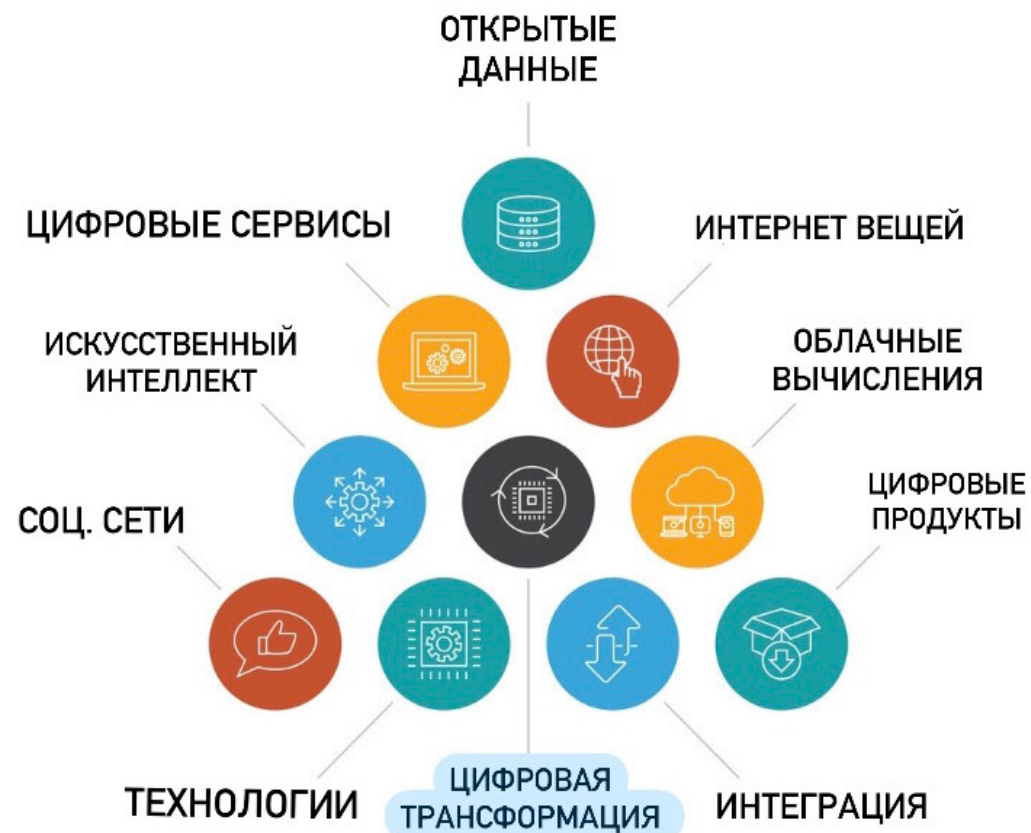 ОТКРЫТЫЕ
ДАННЫЕ
ЦИФРОВЫЕ СЕРВИСЫ
ИНТЕРНЕТ ВЕЩЕЙ
ИСКУССТВЕННЫЙ
ИНТЕЛЛЕКТ
ОБЛАЧНЫЕ
ВЫЧИСЛЕНИЯ
СОЦ. СЕТИ
ЦИФРОВЫЕ
ПРОДУКТЫ
ТЕХНОЛОГИИ
ЦИФРОВАЯ
ТРАНСФОРМАЦИЯ
ИНТЕГРАЦИЯ